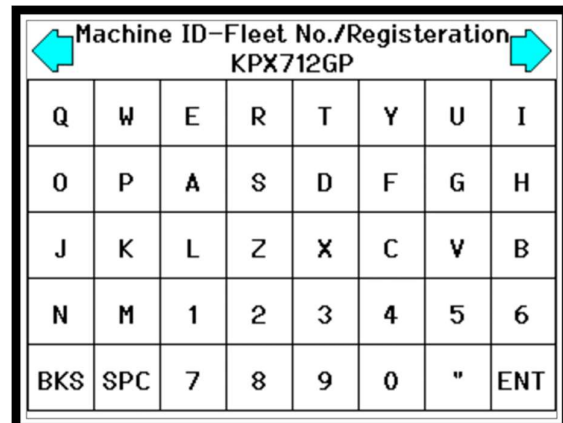 Machine ID-Fleet No./Registeration
KPX712GP
Q W E R T Y U I
O P A S D F G H
J K L Z X C V B
N M 1 2 3 4 5 6
BKS SPC 7 8 9 0 " ENT